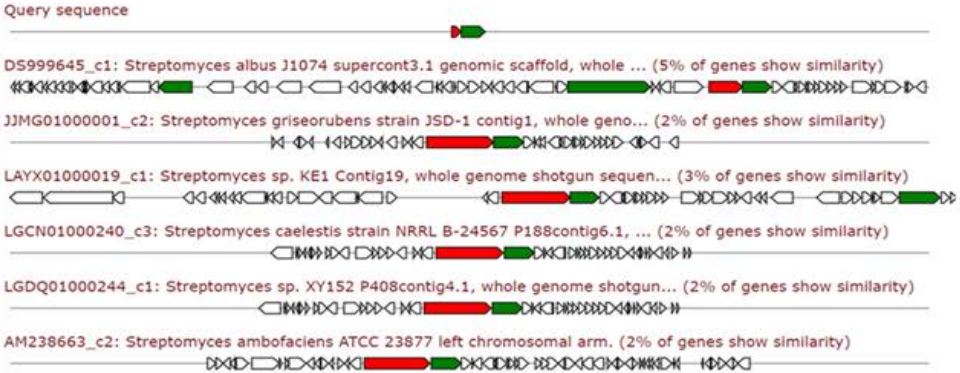 Query sequence
DS999645_c1: Streptomyces albus J1074 supercont3.1 genomic scaffold, whole ... (5% of genes show similarity)
JJMG01000001_c2: Streptomyces griseorubens strain JSD-1 contig1, whole geno... (2% of genes show similarity)
LAYX01000019_c1: Streptomyces sp. KE1 Contig19, whole genome shotgun sequen... (3% of genes show similarity)
LGCN01000240_c3: Streptomyces caelestis strain NRRL B-24567 P188contig6.1, ... (2% of genes show similarity)
LGDQ01000244_c1: Streptomyces sp. XY152 P408contig4.1, whole genome shotgun... (2% of genes show similarity)
AM238663_c2: Streptomyces ambofaciens ATCC 23877 left chromosomal arm. (2% of genes show similarity)